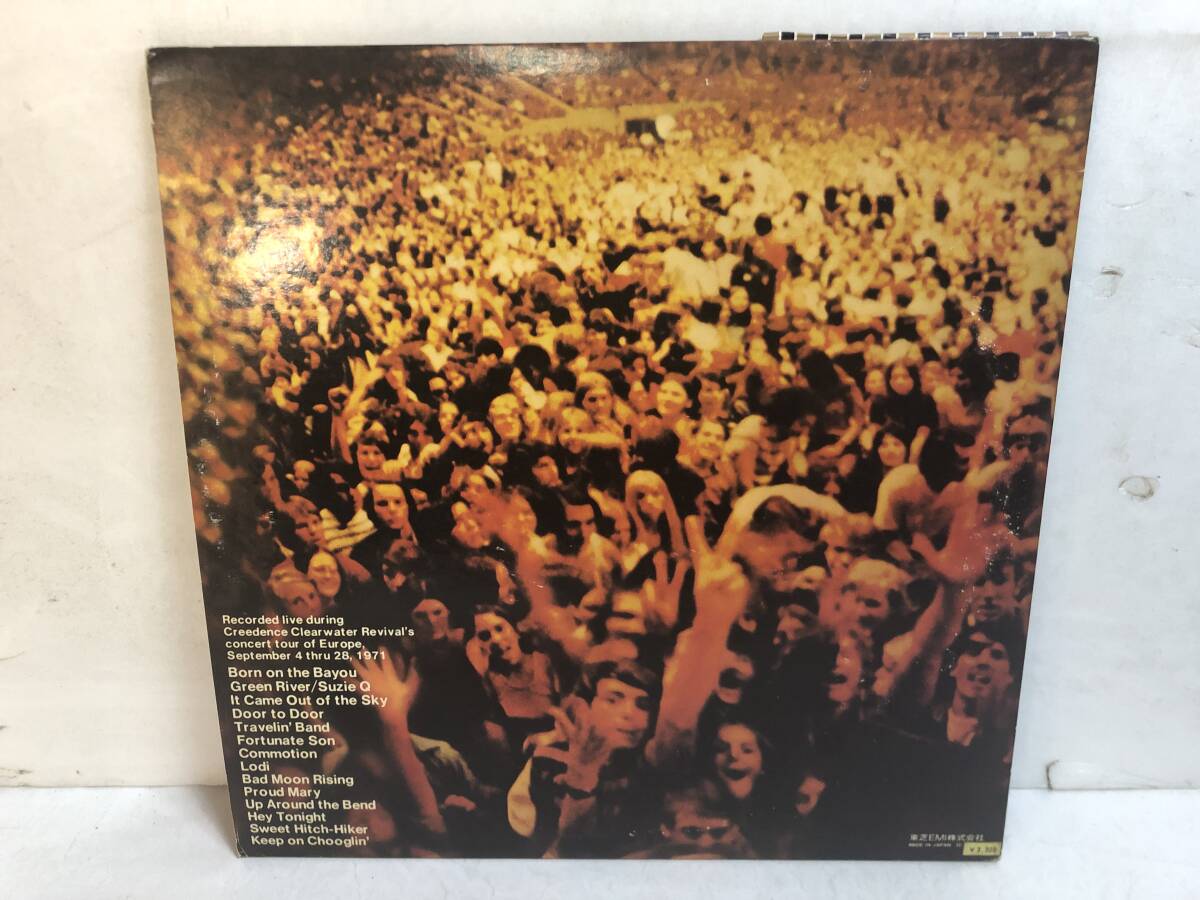 Recorded live during
Creedence Clearwater Revival's
concert tour of Europe,
September 4 thru 28, 1971
Born on the Bayou
Green River/Suzie Q
It Came Out of the Sky
Door to Door
Travelin' Band
Fortunate Son
Commotion
Lodi
Bad Moon Rising
Proud Mary
Up Around the Bend
Hey Tonight
Sweet Hitch-Hiker
Keep on Chooglin'
東芝EMI株式会社
MADE IN JAPAN